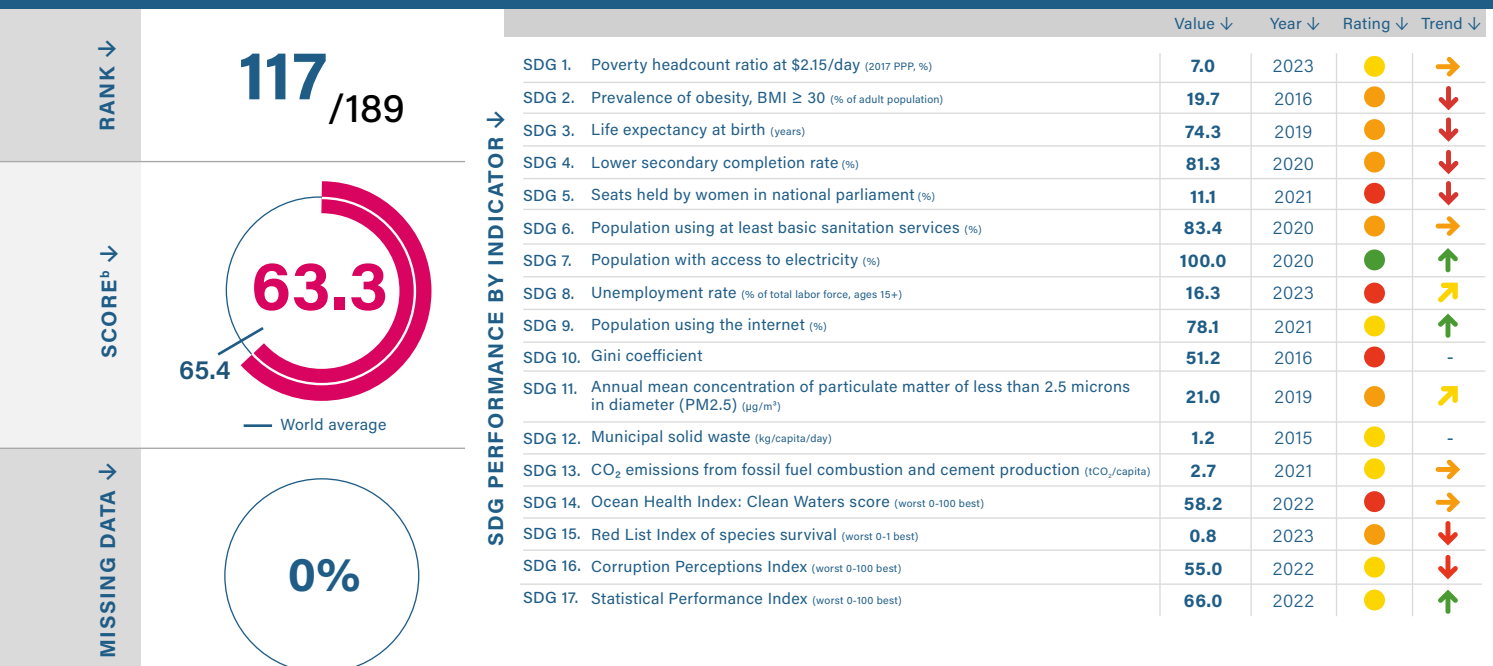 RANK →
117 /189
SCOREᵇ →
63.3
65.4
World average
MISSING DATA →
0%
SDG PERFORMANCE BY INDICATOR →
Value ↓ Year ↓ Rating ↓ Trend ↓
SDG 1. Poverty headcount ratio at $2.15/day (2017 PPP, %) 7.0 2023 →
SDG 2. Prevalence of obesity, BMI ≥ 30 (% of adult population) 19.7 2016 ↓
SDG 3. Life expectancy at birth (years) 74.3 2019 ↓
SDG 4. Lower secondary completion rate (%) 81.3 2020 ↓
SDG 5. Seats held by women in national parliament (%) 11.1 2021 ↓
SDG 6. Population using at least basic sanitation services (%) 83.4 2020 →
SDG 7. Population with access to electricity (%) 100.0 2020 ↑
SDG 8. Unemployment rate (% of total labor force, ages 15+) 16.3 2023 ↗
SDG 9. Population using the internet (%) 78.1 2021 ↑
SDG 10. Gini coefficient 51.2 2016 -
SDG 11. Annual mean concentration of particulate matter of less than 2.5 microns
in diameter (PM2.5) (μg/m³) 21.0 2019 ↗
SDG 12. Municipal solid waste (kg/capita/day) 1.2 2015 -
SDG 13. CO₂ emissions from fossil fuel combustion and cement production (tCO₂/capita) 2.7 2021 →
SDG 14. Ocean Health Index: Clean Waters score (worst 0-100 best) 58.2 2022 →
SDG 15. Red List Index of species survival (worst 0-1 best) 0.8 2023 ↓
SDG 16. Corruption Perceptions Index (worst 0-100 best) 55.0 2022 ↓
SDG 17. Statistical Performance Index (worst 0-100 best) 66.0 2022 ↑